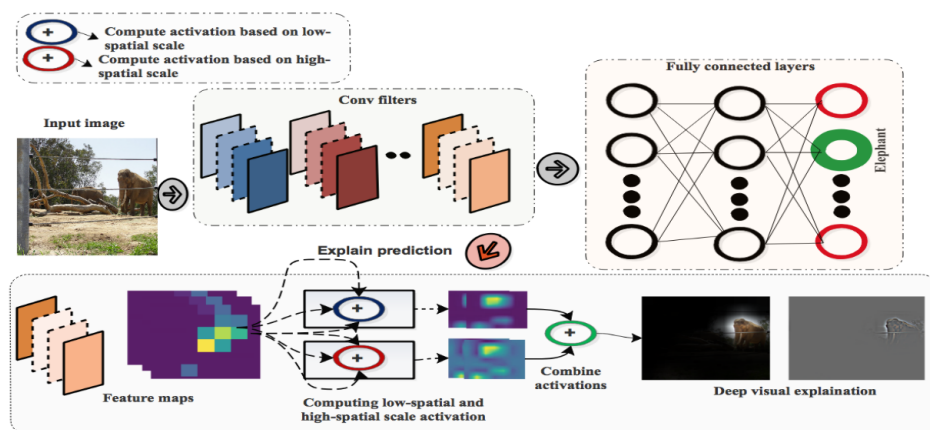 Compute activation based on low-
spatial scale
Compute activation based on high-
spatial scale
Input image
Conv filters
Fully connected layers
Elephant
Explain prediction
Feature maps
Computing low-spatial and
high-spatial scale activation
Combine
activations
Deep visual explaination